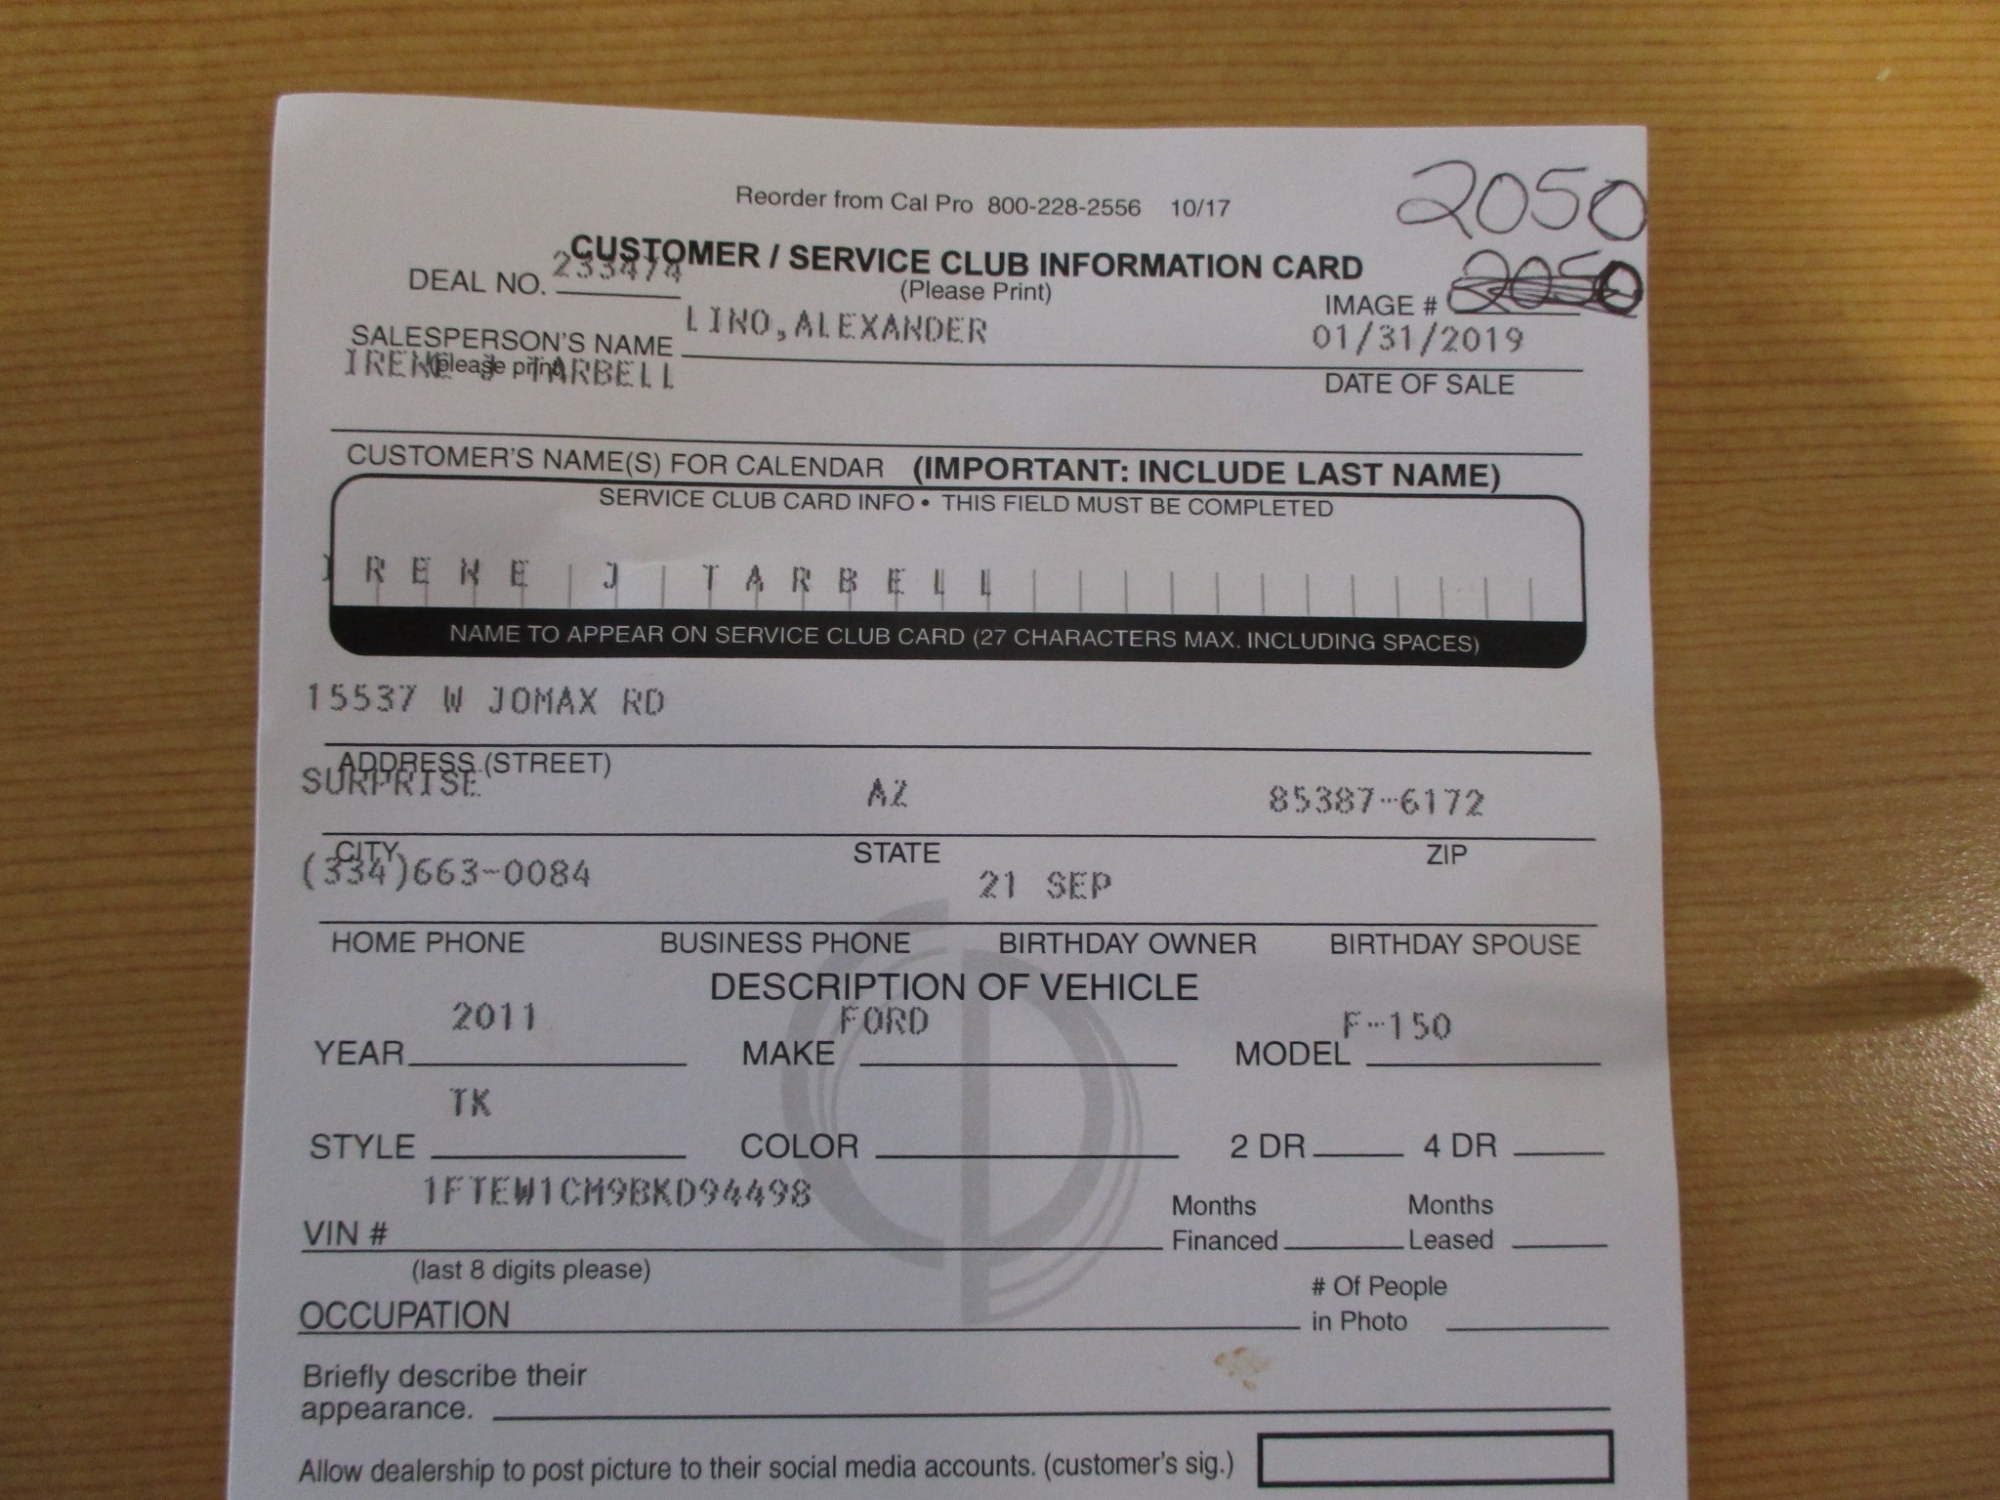 Reorder from Cal Pro 800-228-2556 10/17
2050
CUSTOMER / SERVICE CLUB INFORMATION CARD
DEAL NO. 233474
(Please Print)
IMAGE # 2050
SALESPERSON'S NAME LINO,ALEXANDER
01/31/2019
(please print)
IRENE J TARBELL
DATE OF SALE
CUSTOMER'S NAME(S) FOR CALENDAR (IMPORTANT: INCLUDE LAST NAME)
SERVICE CLUB CARD INFO • THIS FIELD MUST BE COMPLETED
IRENE J TARBELL
NAME TO APPEAR ON SERVICE CLUB CARD (27 CHARACTERS MAX. INCLUDING SPACES)
15537 W JOMAX RD
ADDRESS (STREET)
SURPRISE AZ 85387-6172
CITY STATE ZIP
(334)663-0084 21 SEP
HOME PHONE BUSINESS PHONE BIRTHDAY OWNER BIRTHDAY SPOUSE
DESCRIPTION OF VEHICLE
YEAR 2011 MAKE FORD MODEL F-150
STYLE TK COLOR 2 DR 4 DR
VIN # 1FTEW1CM9BKD94498 Months Financed Months Leased
(last 8 digits please)
OCCUPATION # Of People in Photo
Briefly describe their
appearance.
Allow dealership to post picture to their social media accounts. (customer's sig.)